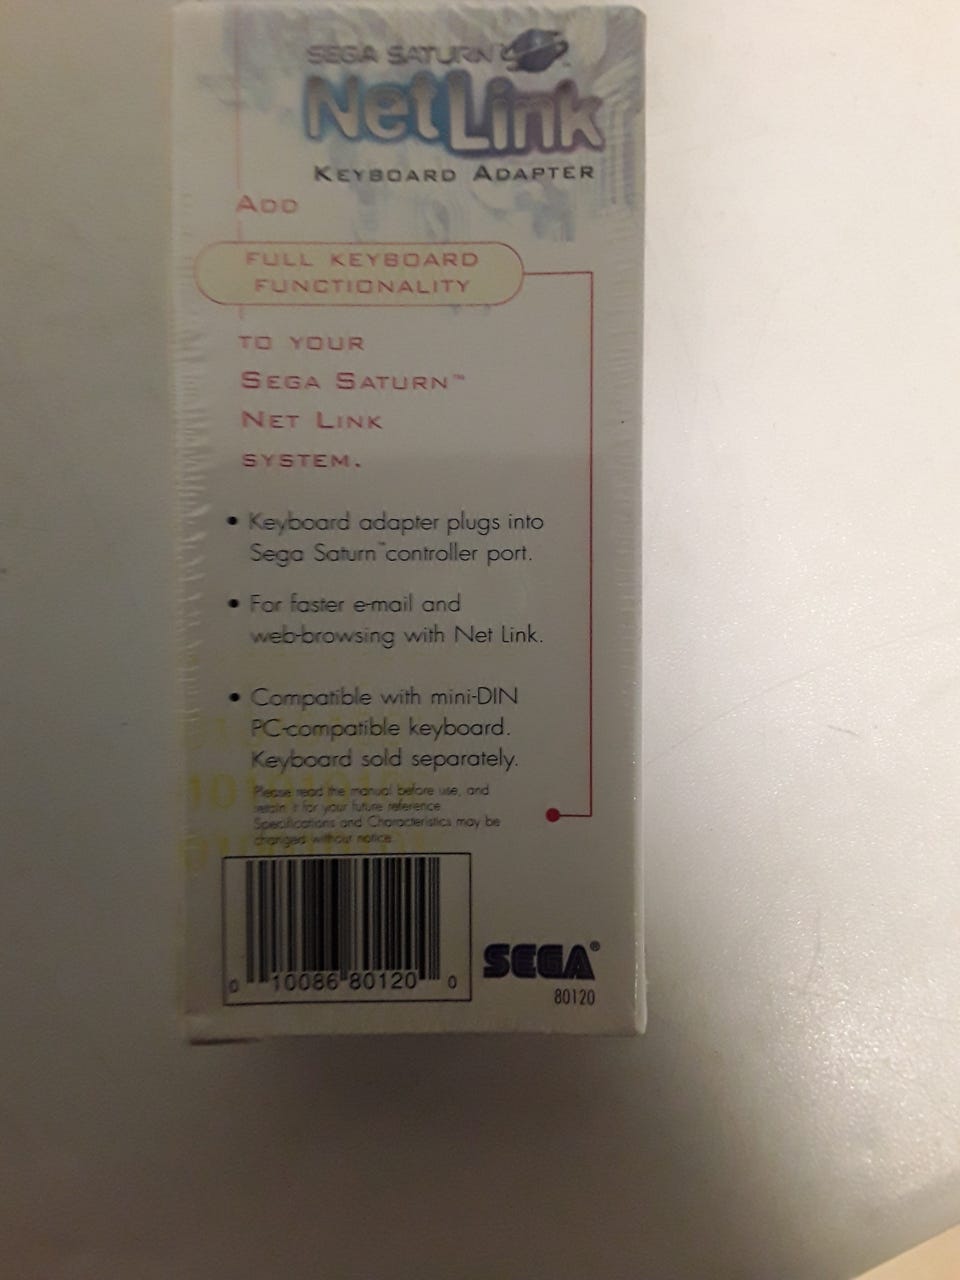 SEGA SATURN
NetLink
KEYBOARD ADAPTER
ADD
FULL KEYBOARD
FUNCTIONALITY
TO YOUR
SEGA SATURN™
NET LINK
SYSTEM.
• Keyboard adapter plugs into
Sega Saturn™ controller port.
• For faster e-mail and
web-browsing with Net Link.
• Compatible with mini-DIN
PC-compatible keyboard.
Keyboard sold separately.
Please read the manual before use, and
retain it for your future reference.
Specifications and Characteristics may be
changed without notice.
0 10086 80120 0
SEGA®
80120